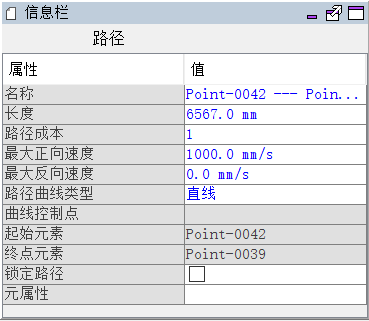 信息栏
路径
属性 值
名称 Point-0042 --- Poin...
长度 6567.0 mm
路径成本 1
最大正向速度 1000.0 mm/s
最大反向速度 0.0 mm/s
路径曲线类型 直线
曲线控制点
起始元素 Point-0042
终点元素 Point-0039
锁定路径
元属性